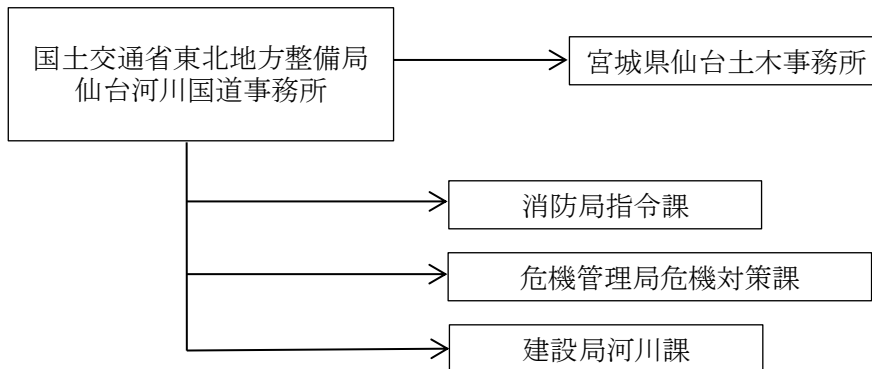 国土交通省東北地方整備局
仙台河川国道事務所
宮城県仙台土木事務所
消防局指令課
危機管理局危機対策課
建設局河川課